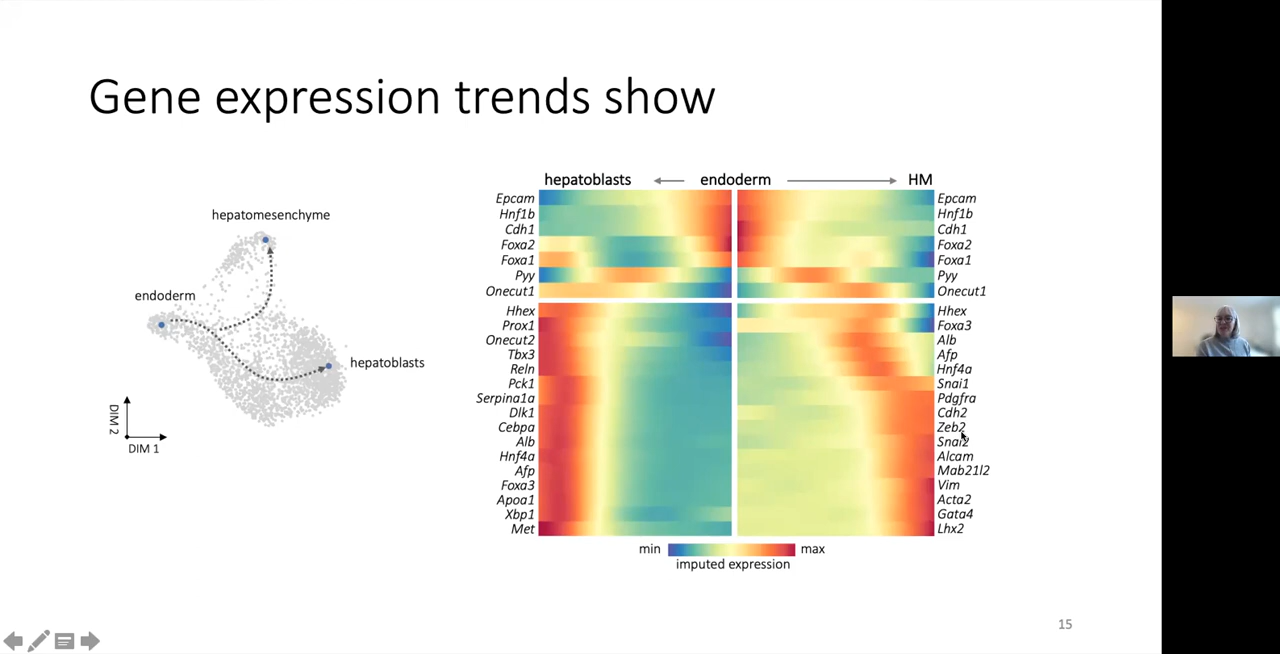 Gene expression trends show
hepatomesenchyme
endoderm
hepatoblasts
DIM 2
DIM 1
hepatoblasts endoderm HM
Epcam Epcam
Hnf1b Hnf1b
Cdh1 Cdh1
Foxa2 Foxa2
Foxa1 Foxa1
Pyy Pyy
Onecut1 Onecut1
Hhex Hhex
Prox1 Foxa3
Onecut2 Alb
Tbx3 Afp
Reln Hnf4a
Pck1 Snai1
Serpina1a Pdgfra
Dlk1 Cdh2
Cebpa Zeb2
Alb Snai2
Hnf4a Alcam
Afp Mab21l2
Foxa3 Vim
Apoa1 Acta2
Xbp1 Gata4
Met Lhx2
min max
imputed expression
15